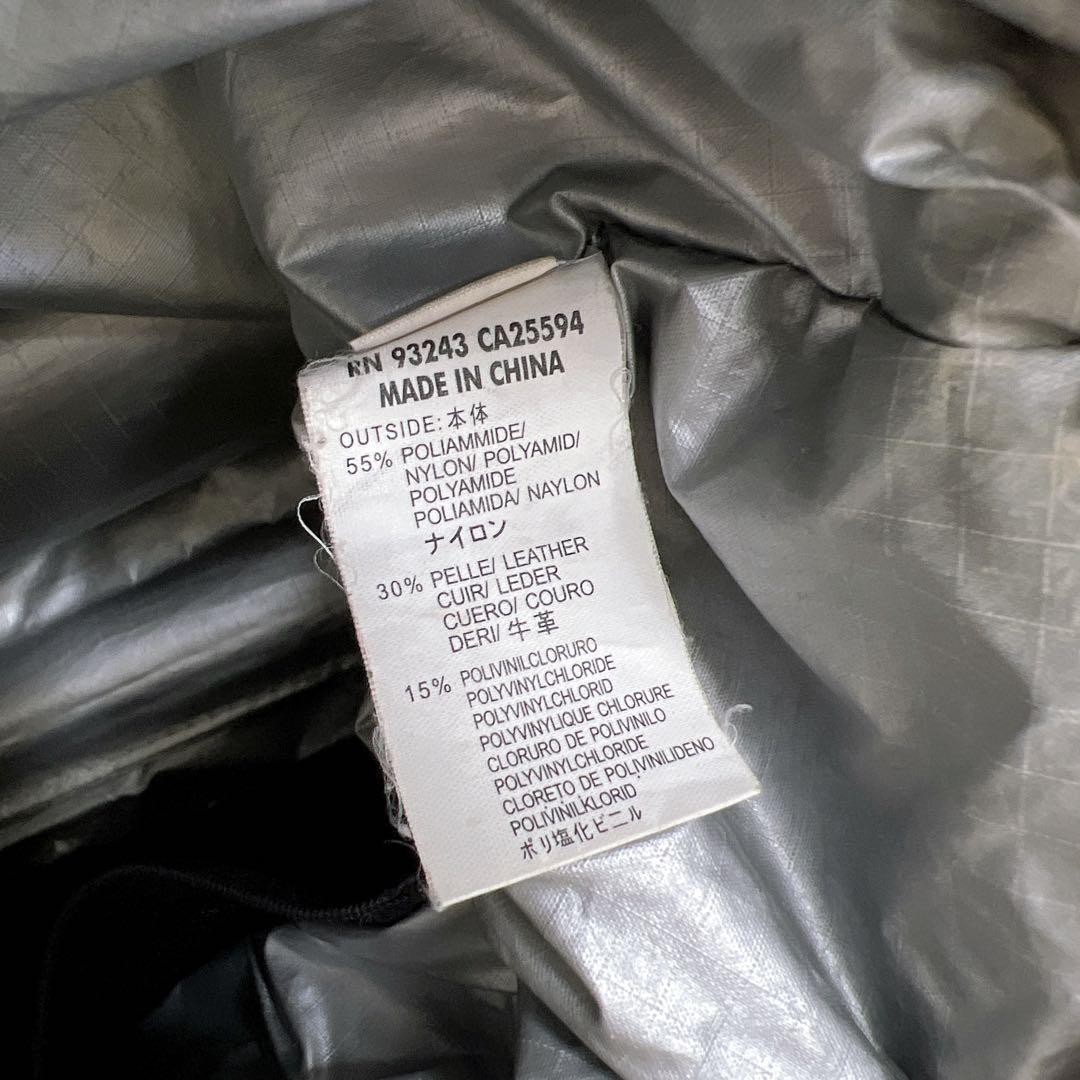 RN 93243 CA25594
MADE IN CHINA
OUTSIDE:本体
55% POLIAMMIDE/
NYLON/ POLYAMID/
POLYAMIDE
POLIAMIDA/ NAYLON
ナイロン
30% PELLE/ LEATHER
CUIR/ LEDER
CUERO/ COURO
DERI/ 牛革
15% POLIVINILCLORURO
POLYVINYLCHLORIDE
POLYVINYLCHLORID
POLYVINYLIQUE CHLORURE
CLORURO DE POLIVINILO
POLYVINYLCHLORIDE
CLORETO DE POLIVINILIDENO
POLIVINILKLORID
ポリ塩化ビニル